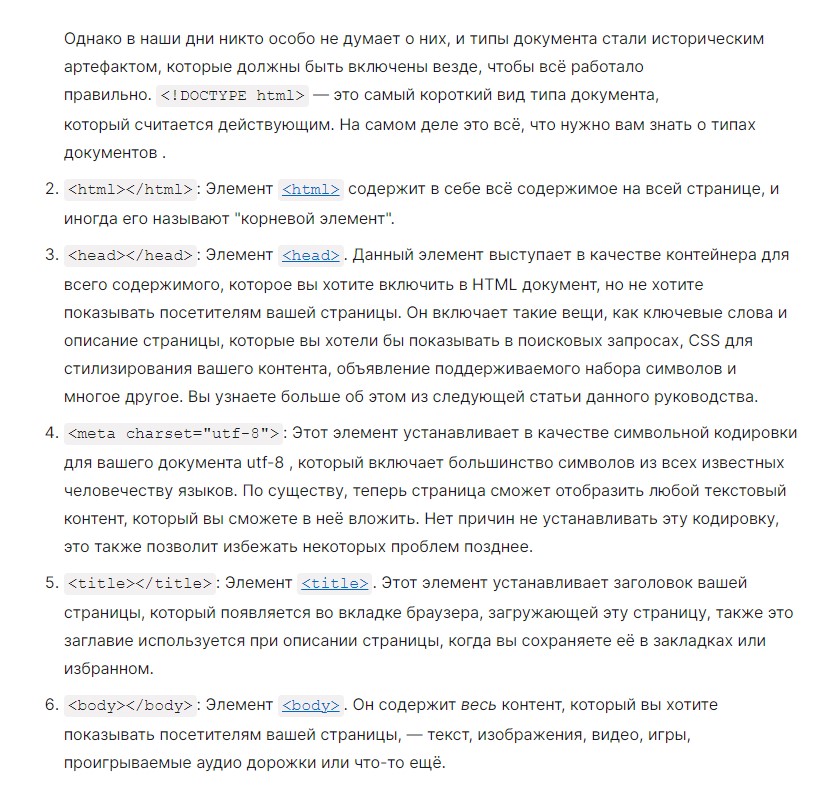 Однако в наши дни никто особо не думает о них, и типы документа стали историческим
артефактом, которые должны быть включены везде, чтобы всё работало
правильно. <!DOCTYPE html> — это самый короткий вид типа документа,
который считается действующим. На самом деле это всё, что нужно вам знать о типах
документов .
2. <html></html>: Элемент <html> содержит в себе всё содержимое на всей странице, и
иногда его называют "корневой элемент".
3. <head></head>: Элемент <head>. Данный элемент выступает в качестве контейнера для
всего содержимого, которое вы хотите включить в HTML документ, но не хотите
показывать посетителям вашей страницы. Он включает такие вещи, как ключевые слова и
описание страницы, которые вы хотели бы показывать в поисковых запросах, CSS для
стилизирования вашего контента, объявление поддерживаемого набора символов и
многое другое. Вы узнаете больше об этом из следующей статьи данного руководства.
4. <meta charset="utf-8">: Этот элемент устанавливает в качестве символьной кодировки
для вашего документа utf-8 , который включает большинство символов из всех известных
человечеству языков. По существу, теперь страница сможет отобразить любой текстовый
контент, который вы сможете в неё вложить. Нет причин не устанавливать эту кодировку,
это также позволит избежать некоторых проблем позднее.
5. <title></title>: Элемент <title>. Этот элемент устанавливает заголовок вашей
страницы, который появляется во вкладке браузера, загружающей эту страницу, также это
заглавие используется при описании страницы, когда вы сохраняете её в закладках или
избранном.
6. <body></body>: Элемент <body>. Он содержит весь контент, который вы хотите
показывать посетителям вашей страницы, — текст, изображения, видео, игры,
проигрываемые аудио дорожки или что-то ещё.